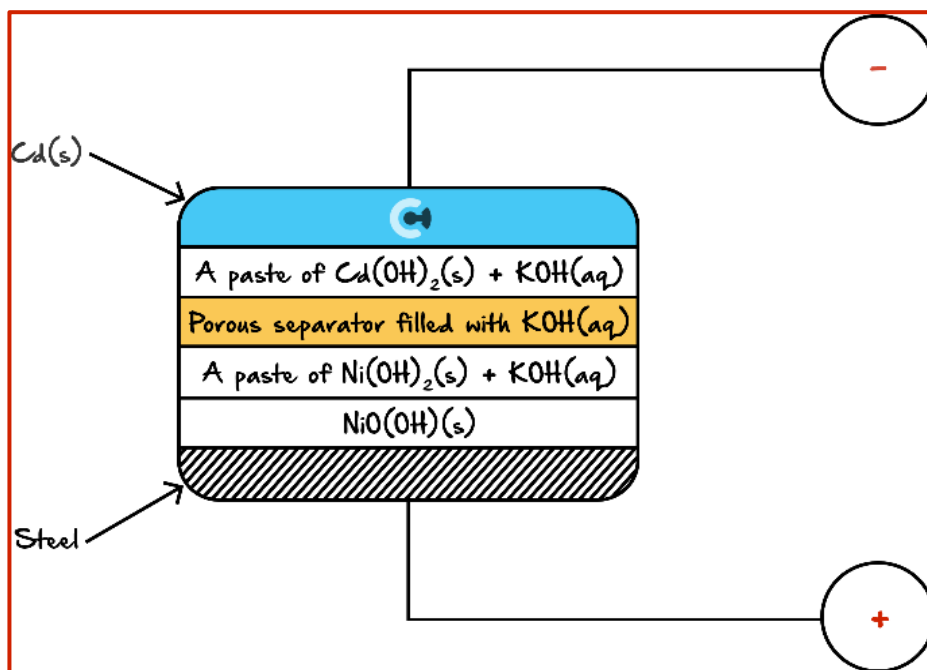 -
Cd(s)
A paste of Cd(OH)₂(s) + KOH(aq)
Porous separator filled with KOH(aq)
A paste of Ni(OH)₂(s) + KOH(aq)
NiO(OH)(s)
Steel
+